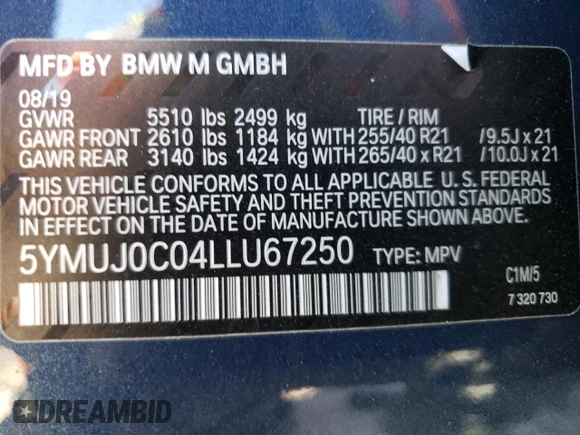 MFD BY BMW M GMBH
08/19
GVWR 5510 lbs 2499 kg TIRE / RIM
GAWR FRONT 2610 lbs 1184 kg WITH 255/40 R21 /9.5J x 21
GAWR REAR 3140 lbs 1424 kg WITH 265/40 x R21 /10.0J x 21
THIS VEHICLE CONFORMS TO ALL APPLICABLE U. S. FEDERAL
MOTOR VEHICLE SAFETY AND THEFT PREVENTION STANDARDS
IN EFFECT ON THE DATE OF MANUFACTURE SHOWN ABOVE.
5YMUJ0C04LLU67250 TYPE: MPV
C1M/5
7 320 730
DREAMBID